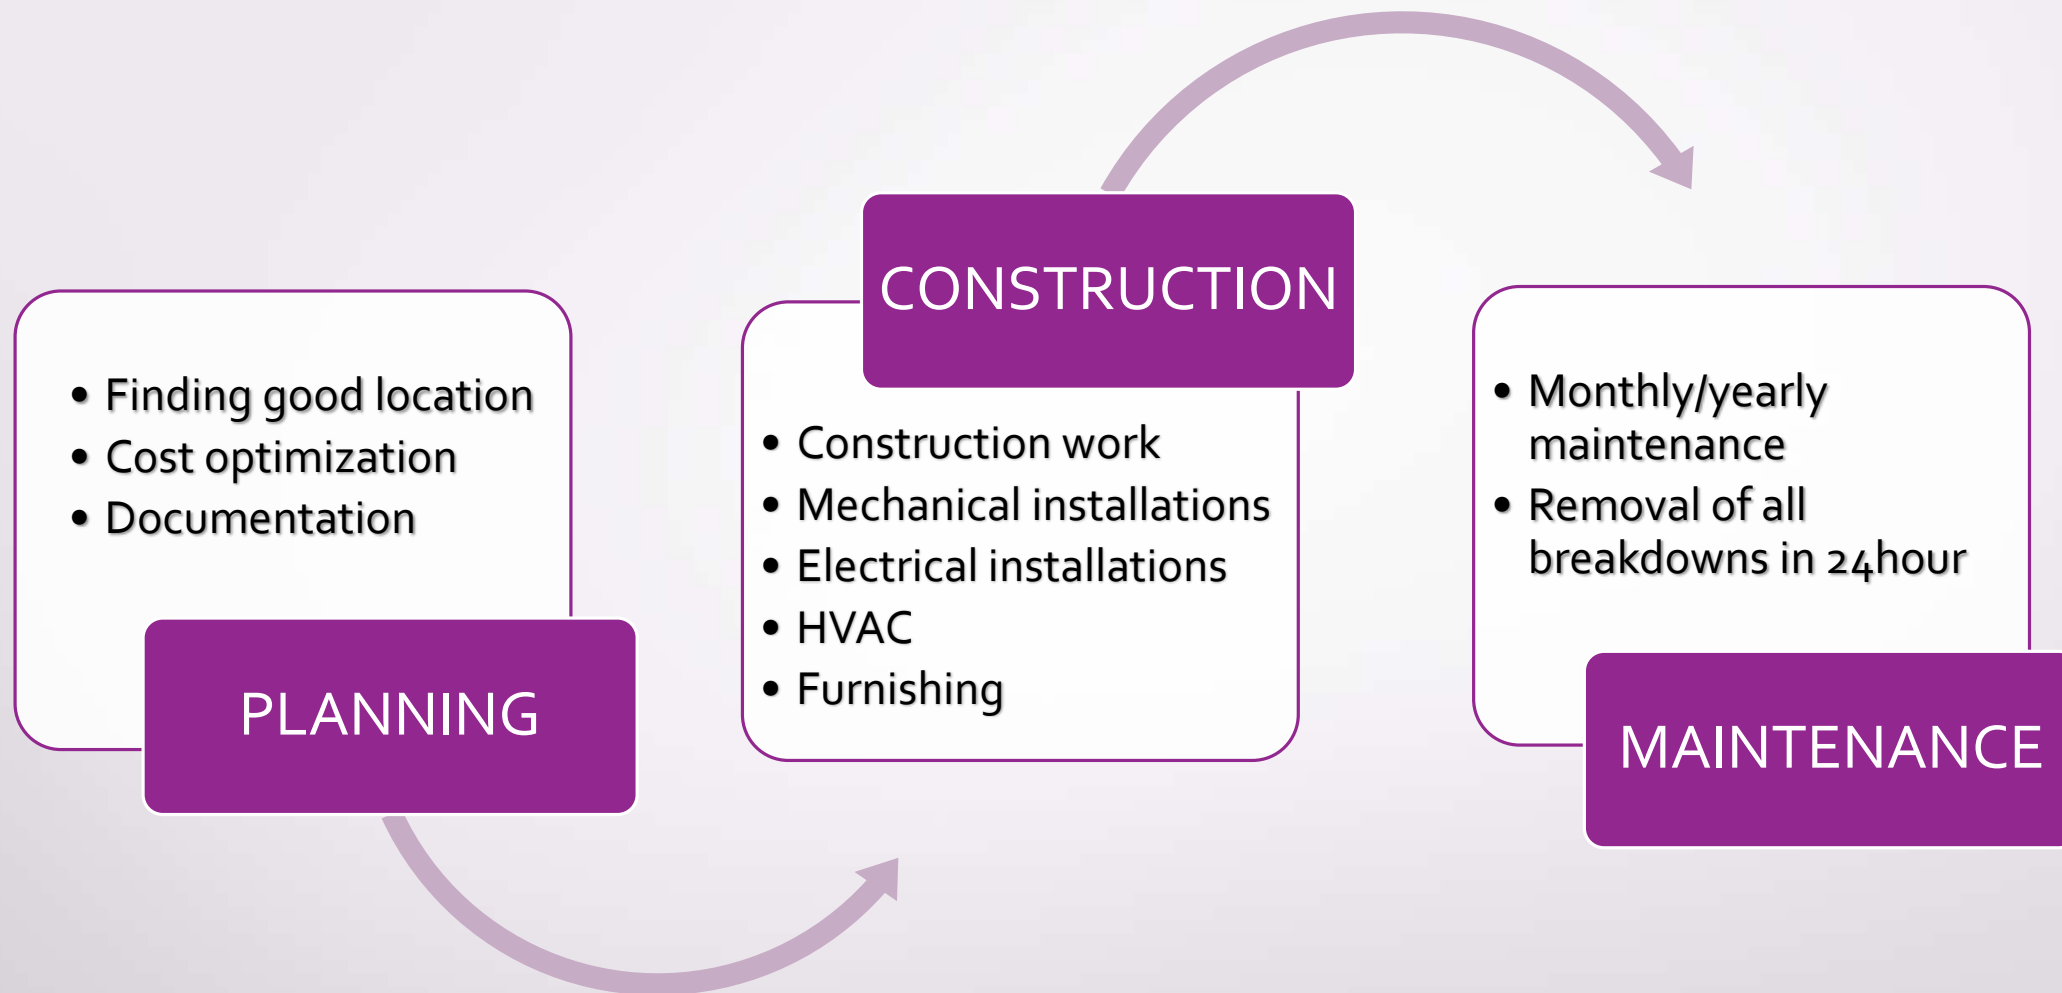 • Finding good location
• Cost optimization
• Documentation
PLANNING
CONSTRUCTION
• Construction work
• Mechanical installations
• Electrical installations
• HVAC
• Furnishing
• Monthly/yearly
maintenance
• Removal of all
breakdowns in 24hour
MAINTENANCE